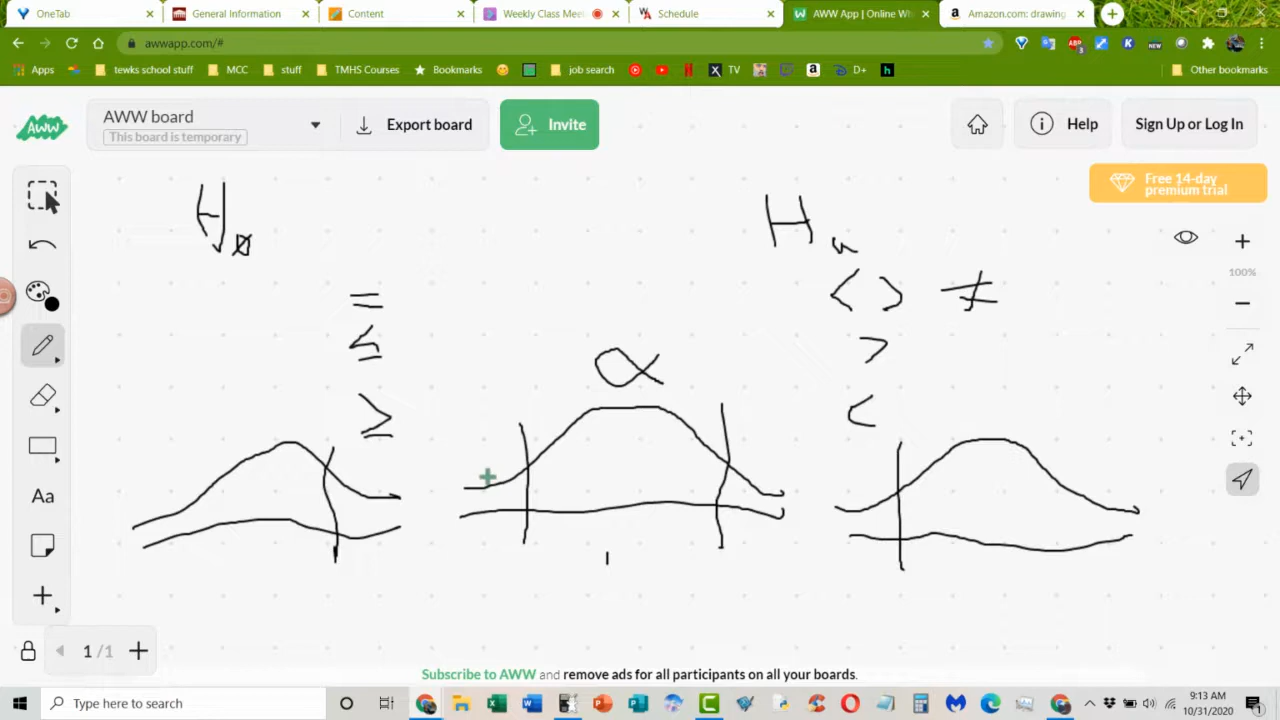 OneTab
General Information
Content
Weekly Class Mee
Schedule
AWW App | Online Wh
Amazon.com: drawing
awwapp.com/#
Apps
tewks school stuff
MCC
stuff
TMHS Courses
Bookmarks
job search
TV
D+
Other bookmarks
AWW
AWW board
This board is temporary
Export board
Invite
Help
Sign Up or Log In
Free 14-day
premium trial
H0
Ha
= < > ≠
≤ >
≥ <
α
100%
Aa
1/1
Subscribe to AWW and remove ads for all participants on all your boards.
Type here to search
9:13 AM
10/31/2020